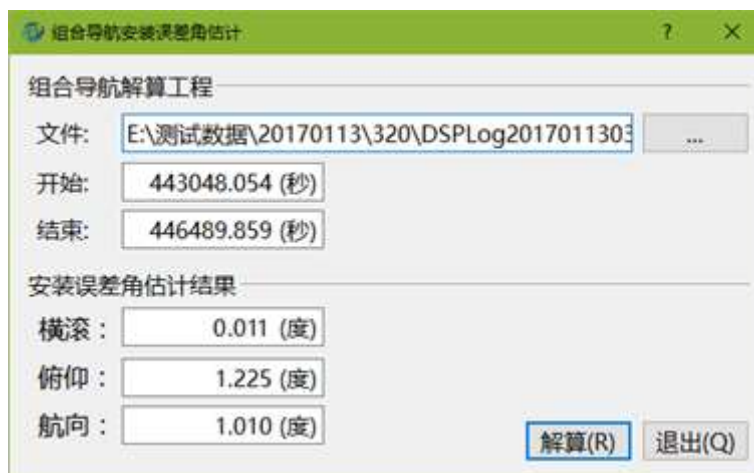 组合导航安装误差角估计 ? ×
组合导航解算工程
文件: E:\测试数据\20170113\320\DSPLog2017011303 ...
开始: 443048.054 (秒)
结束: 446489.859 (秒)
安装误差角估计结果
横滚: 0.011 (度)
俯仰: 1.225 (度)
航向: 1.010 (度)
解算(R) 退出(Q)